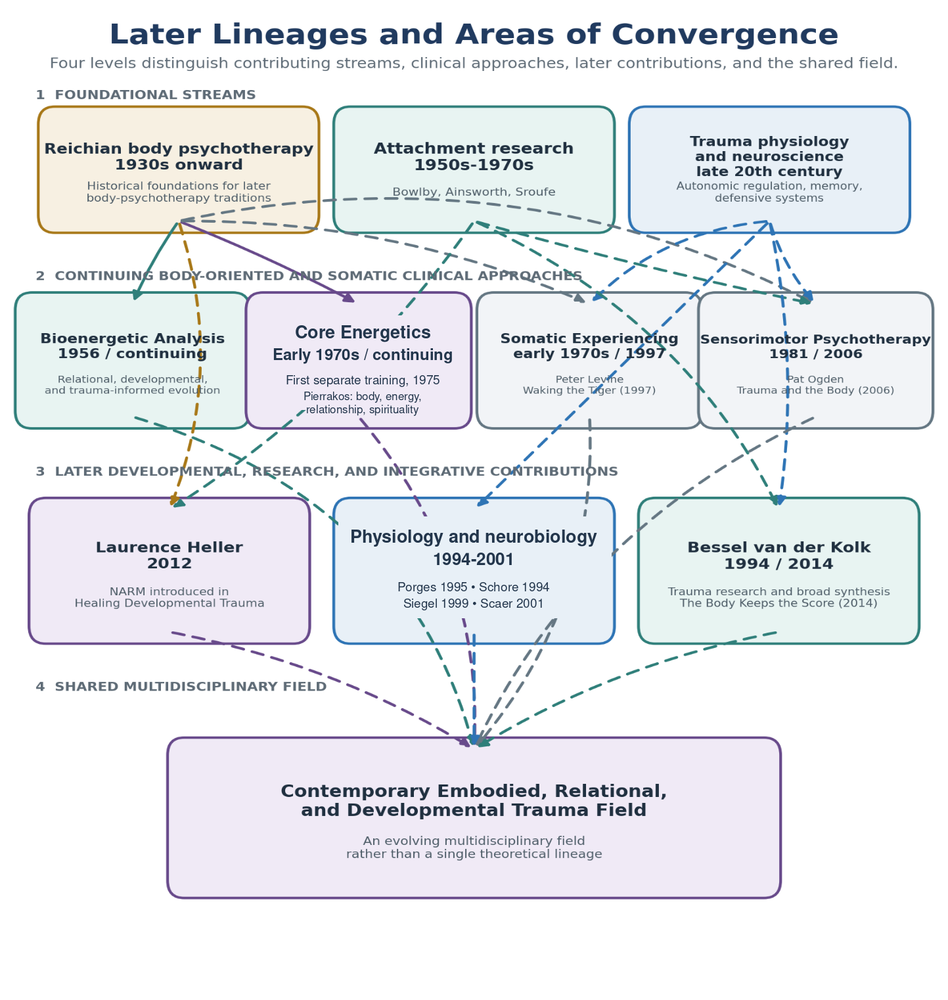 Later Lineages and Areas of Convergence
Four levels distinguish contributing streams, clinical approaches, later contributions, and the shared field.
1 FOUNDATIONAL STREAMS
Reichian body psychotherapy
1930s onward
Historical foundations for later
body-psychotherapy traditions
Attachment research
1950s-1970s
Bowlby, Ainsworth, Sroufe
Trauma physiology
and neuroscience
late 20th century
Autonomic regulation, memory,
defensive systems
2 CONTINUING BODY-ORIENTED AND SOMATIC CLINICAL APPROACHES
Bioenergetic Analysis
1956 / continuing
Relational, developmental,
and trauma-informed evolution
Core Energetics
Early 1970s / continuing
First separate training, 1975
Pierrakos: body, energy,
relationship, spirituality
Somatic Experiencing
early 1970s / 1997
Peter Levine
Waking the Tiger (1997)
Sensorimotor Psychotherapy
1981 / 2006
Pat Ogden
Trauma and the Body (2006)
3 LATER DEVELOPMENTAL, RESEARCH, AND INTEGRATIVE CONTRIBUTIONS
Laurence Heller
2012
NARM introduced in
Healing Developmental Trauma
Physiology and neurobiology
1994-2001
Porges 1995 • Schore 1994
Siegel 1999 • Scaer 2001
Bessel van der Kolk
1994 / 2014
Trauma research and broad synthesis
The Body Keeps the Score (2014)
4 SHARED MULTIDISCIPLINARY FIELD
Contemporary Embodied, Relational,
and Developmental Trauma Field
An evolving multidisciplinary field
rather than a single theoretical lineage